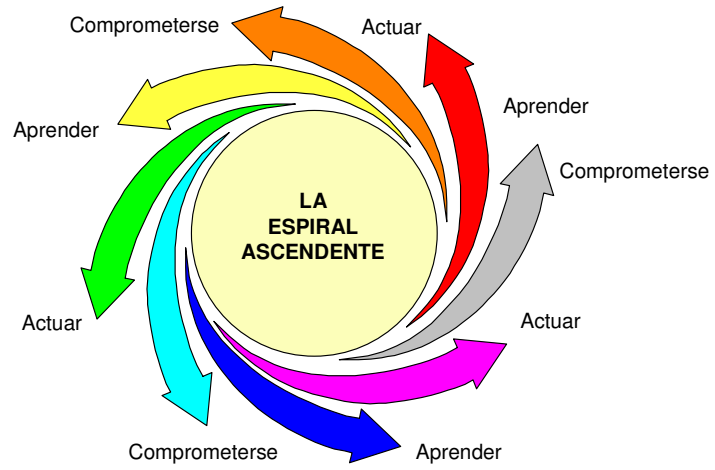 Comprometerse
Actuar
Aprender
Comprometerse
Aprender
LA
ESPIRAL
ASCENDENTE
Actuar
Actuar
Comprometerse
Aprender